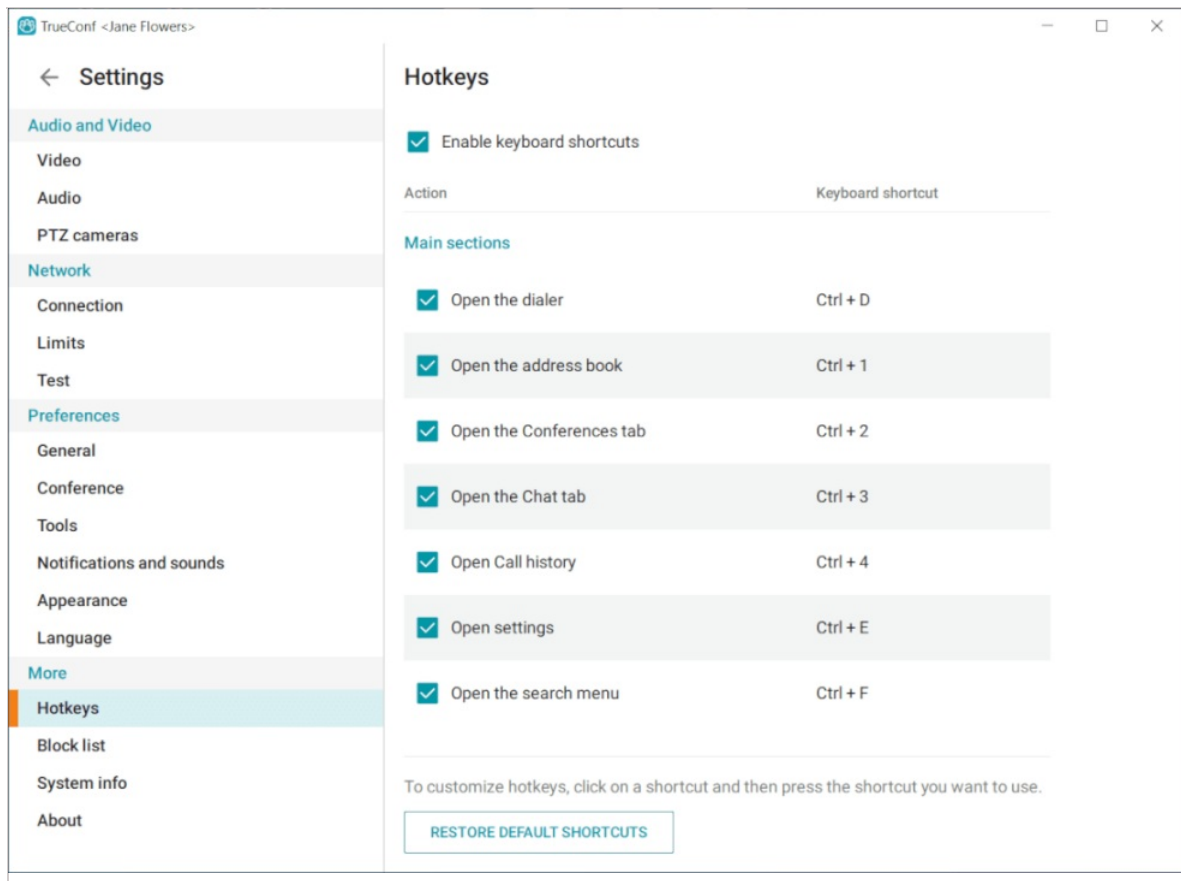 TrueConf <Jane Flowers>
Settings
Audio and Video
Video
Audio
PTZ cameras
Network
Connection
Limits
Test
Preferences
General
Conference
Tools
Notifications and sounds
Appearance
Language
More
Hotkeys
Block list
System info
About
Hotkeys
Enable keyboard shortcuts
Action Keyboard shortcut
Main sections
Open the dialer Ctrl + D
Open the address book Ctrl + 1
Open the Conferences tab Ctrl + 2
Open the Chat tab Ctrl + 3
Open Call history Ctrl + 4
Open settings Ctrl + E
Open the search menu Ctrl + F
To customize hotkeys, click on a shortcut and then press the shortcut you want to use.
RESTORE DEFAULT SHORTCUTS